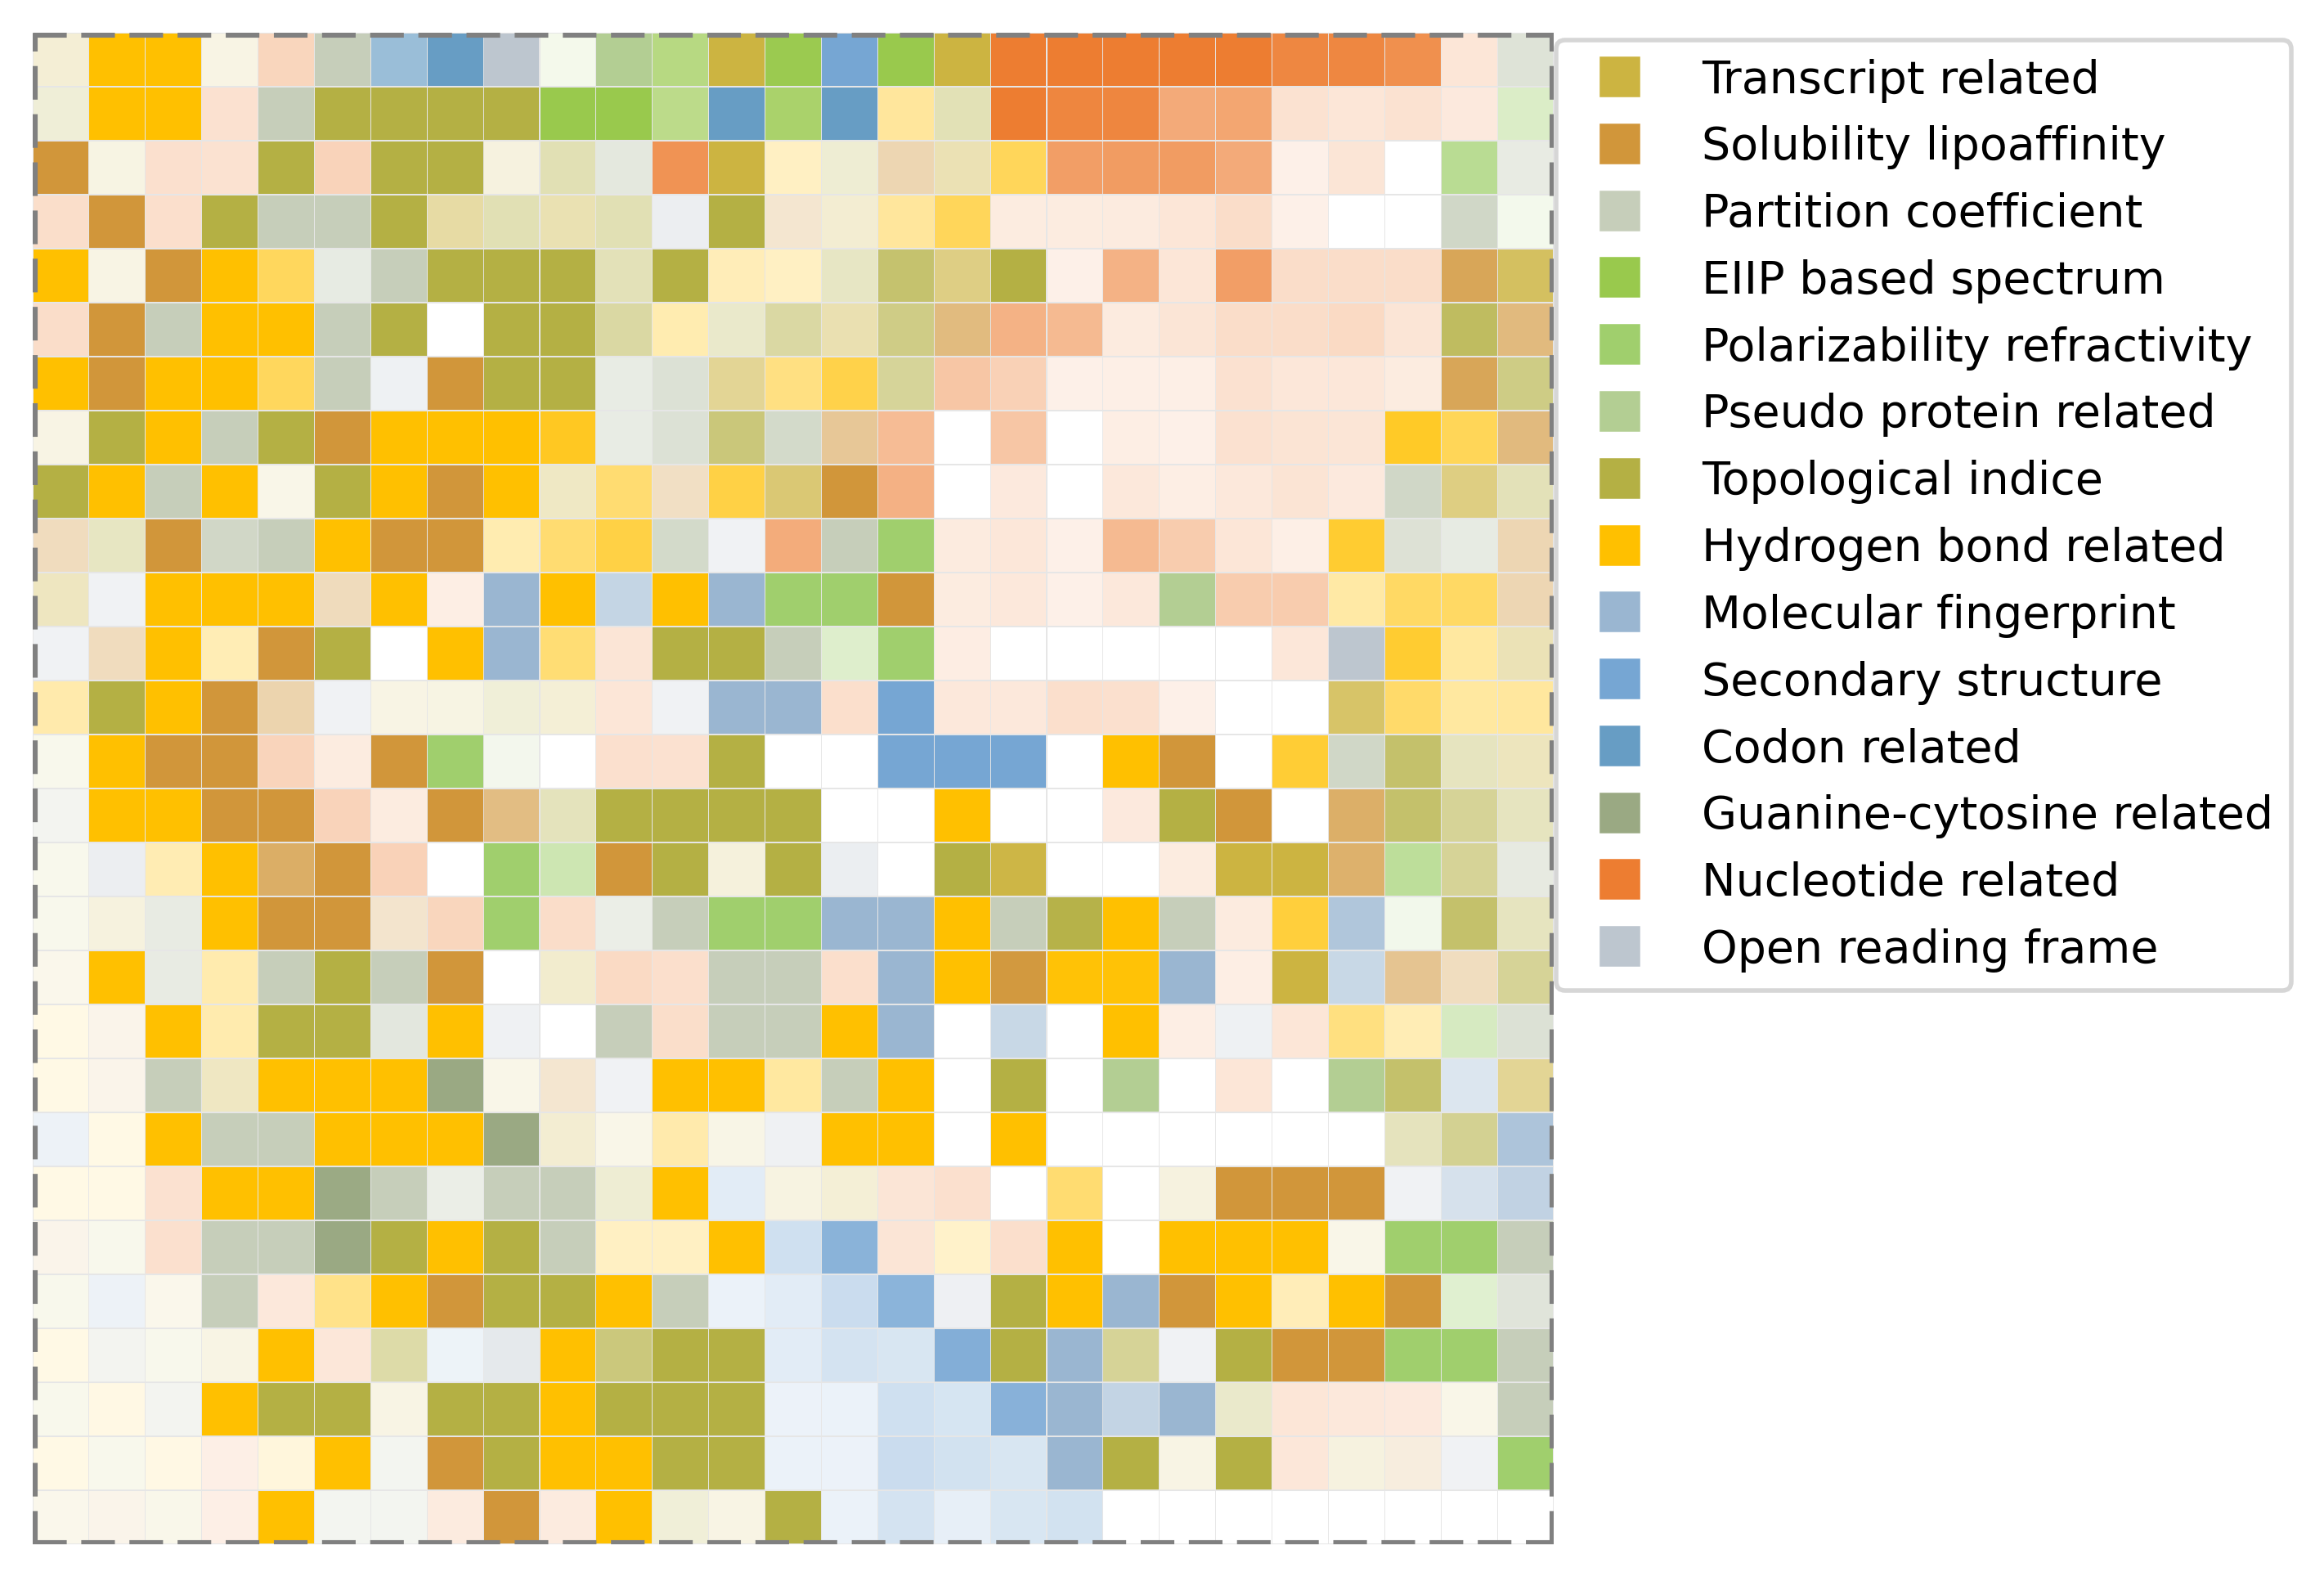 Transcript related
Solubility lipoaffinity
Partition coefficient
EIIP based spectrum
Polarizability refractivity
Pseudo protein related
Topological indice
Hydrogen bond related
Molecular fingerprint
Secondary structure
Codon related
Guanine-cytosine related
Nucleotide related
Open reading frame